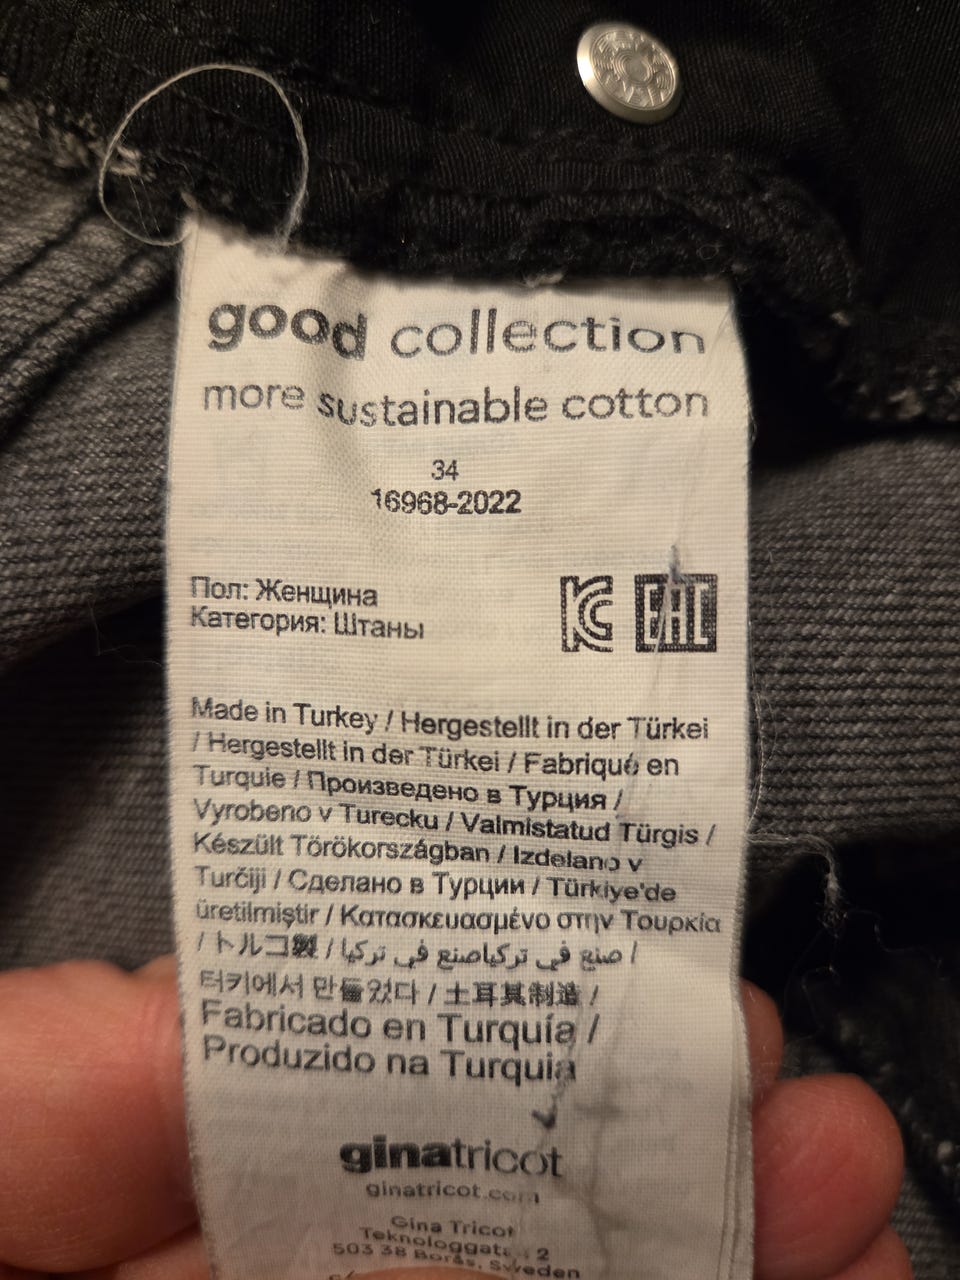 good collection
more sustainable cotton
34
16968-2022
Пол: Женщина
Категория: Штаны
EAC
Made in Turkey / Hergestellt in der Türkei
/ Hergestellt in der Türkei / Fabriqué en
Turquie / Произведено в Турция /
Vyrobeno v Turecku / Valmistatud Türgis /
Készült Törökországban / Izdelano v
Turčiji / Сделано в Турции / Türkiye'de
üretilmiştir / Κατασκευασμένο στην Τουρκία
/ トルコ製 / صنع في تركياصنع في تركيا /
터키에서 만들었다 / 土耳其制造 /
Fabricado en Turquía /
Produzido na Turquia
ginatricot
ginatricot.com
Gina Tricot
Teknologgatan 2
503 38 Borås, Sweden